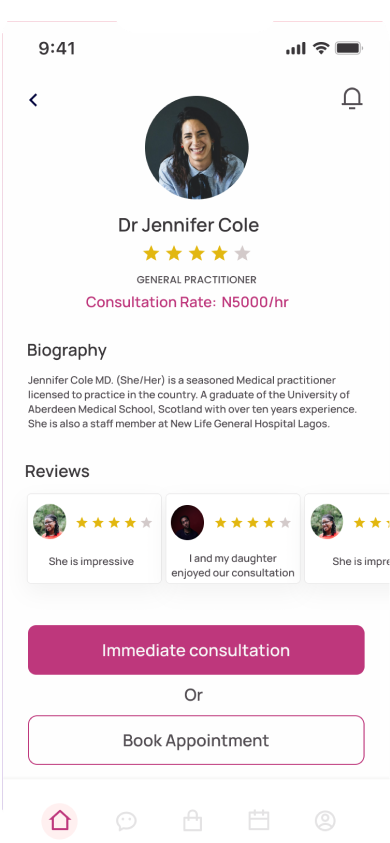 9:41
Dr Jennifer Cole
GENERAL PRACTITIONER
Consultation Rate: N5000/hr
Biography
Jennifer Cole MD. (She/Her) is a seasoned Medical practitioner
licensed to practice in the country. A graduate of the University of
Aberdeen Medical School, Scotland with over ten years experience.
She is also a staff member at New Life General Hospital Lagos.
Reviews
She is impressive
I and my daughter
enjoyed our consultation
She is impre
Immediate consultation
Or
Book Appointment